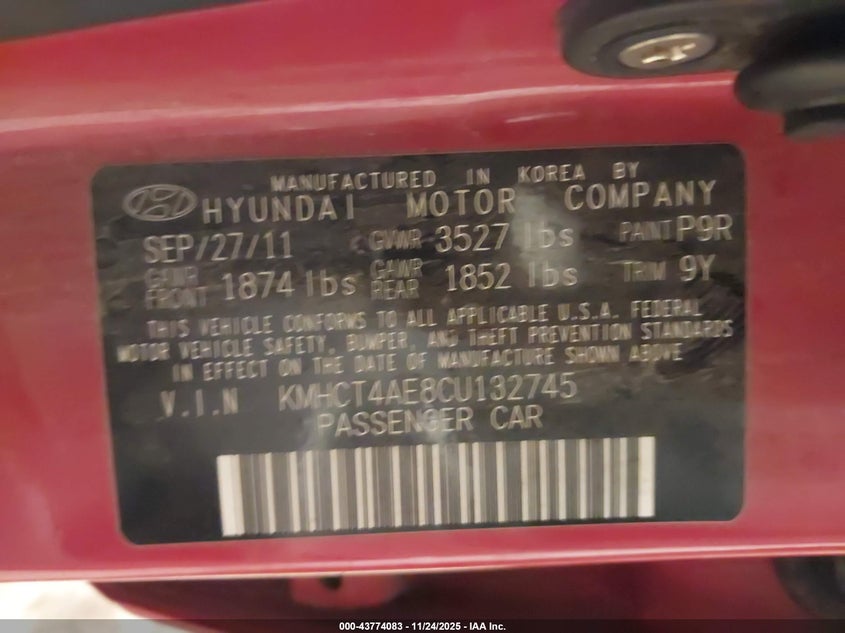 MANUFACTURED IN KOREA BY
HYUNDAI MOTOR COMPANY
SEP/27/11 GVWR 3527 lbs PAINT P9R
GAWR FRONT 1874 lbs GAWR REAR 1852 lbs TRIM 9Y
THIS VEHICLE CONFORMS TO ALL APPLICABLE U.S.A. FEDERAL
MOTOR VEHICLE SAFETY, BUMPER, AND THEFT PREVENTION STANDARDS
IN EFFECT ON THE DATE OF MANUFACTURE SHOWN ABOVE
V.I.N KMHCT4AE8CU132745
PASSENGER CAR
000-43774083 - 11/24/2025 - IAA Inc.